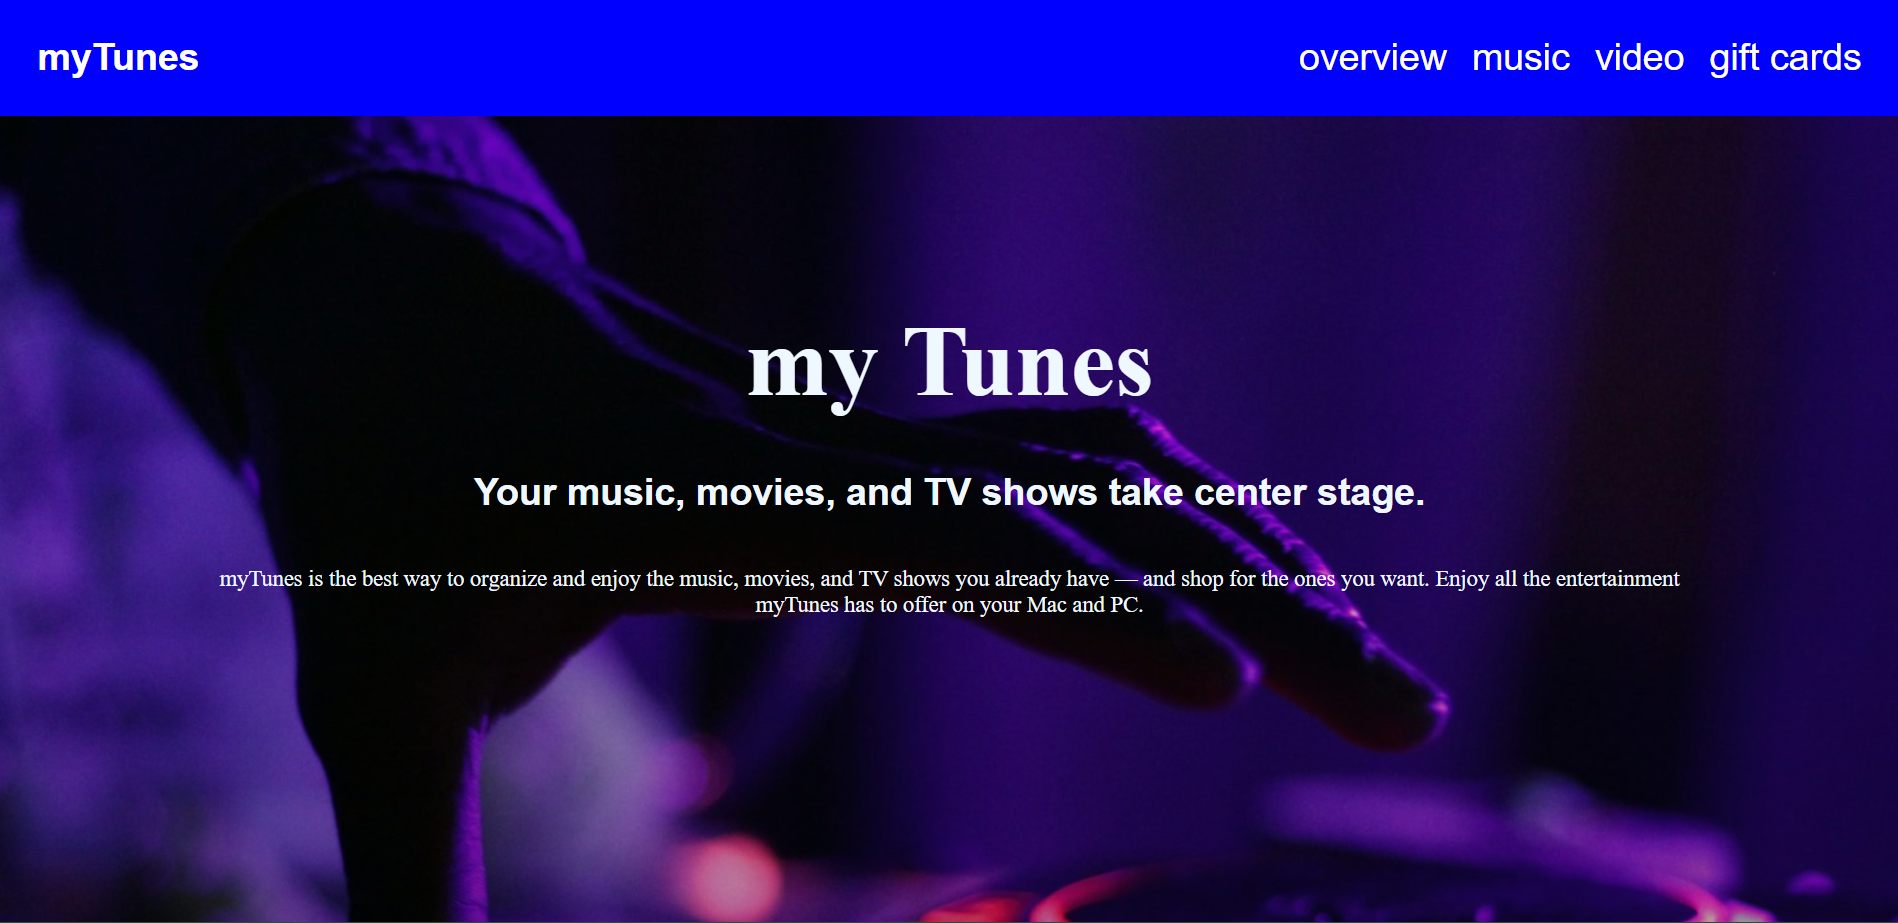 myTunes
overview music video gift cards
my Tunes
Your music, movies, and TV shows take center stage.
myTunes is the best way to organize and enjoy the music, movies, and TV shows you already have — and shop for the ones you want. Enjoy all the entertainment
myTunes has to offer on your Mac and PC.